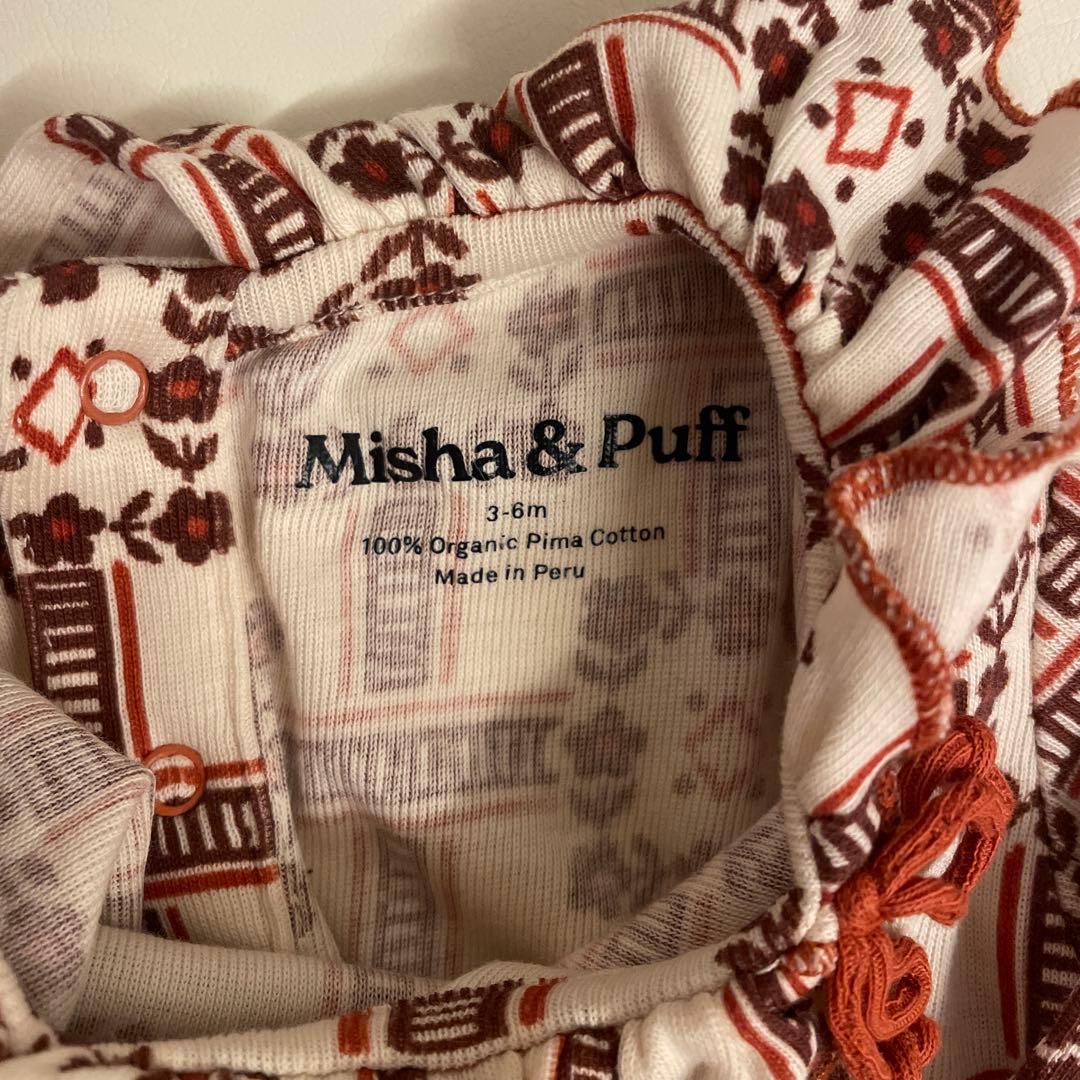 Misha & Puff
3-6m
100% Organic Pima Cotton
Made in Peru